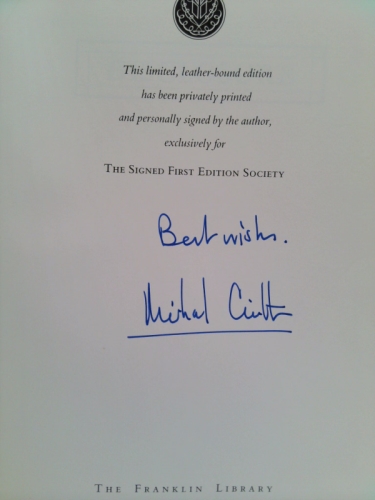 This limited, leather-bound edition
has been privately printed
and personally signed by the author,
exclusively for
THE SIGNED FIRST EDITION SOCIETY
Best wishes.
Michael
THE FRANKLIN LIBRARY